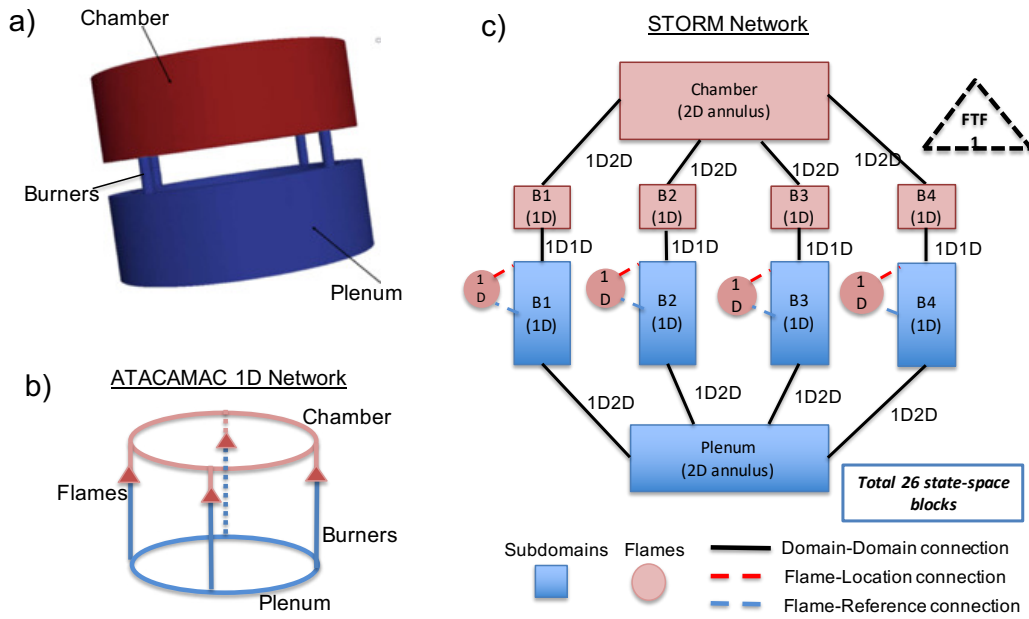 a)
Chamber
Burners
Plenum
b)
ATACAMAC 1D Network
Chamber
Flames
Burners
Plenum
c)
STORM Network
Chamber
(2D annulus)
FTF
1
1D2D
1D2D
1D2D
1D2D
B1
(1D)
B2
(1D)
B3
(1D)
B4
(1D)
1D1D
1D1D
1D1D
1D1D
1
D
1
D
1
D
1
D
B1
(1D)
B2
(1D)
B3
(1D)
B4
(1D)
1D2D
1D2D
1D2D
1D2D
Plenum
(2D annulus)
Total 26 state-space
blocks
Subdomains
Flames
Domain-Domain connection
Flame-Location connection
Flame-Reference connection